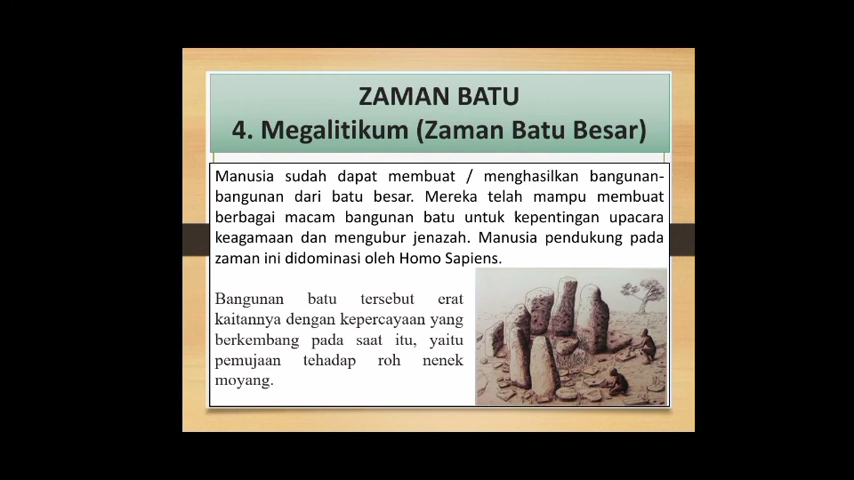 ZAMAN BATU
4. Megalitikum (Zaman Batu Besar)
Manusia sudah dapat membuat / menghasilkan bangunan-
bangunan dari batu besar. Mereka telah mampu membuat
berbagai macam bangunan batu untuk kepentingan upacara
keagamaan dan mengubur jenazah. Manusia pendukung pada
zaman ini didominasi oleh Homo Sapiens.
Bangunan batu tersebut erat
kaitannya dengan kepercayaan yang
berkembang pada saat itu, yaitu
pemujaan tehadap roh nenek
moyang.